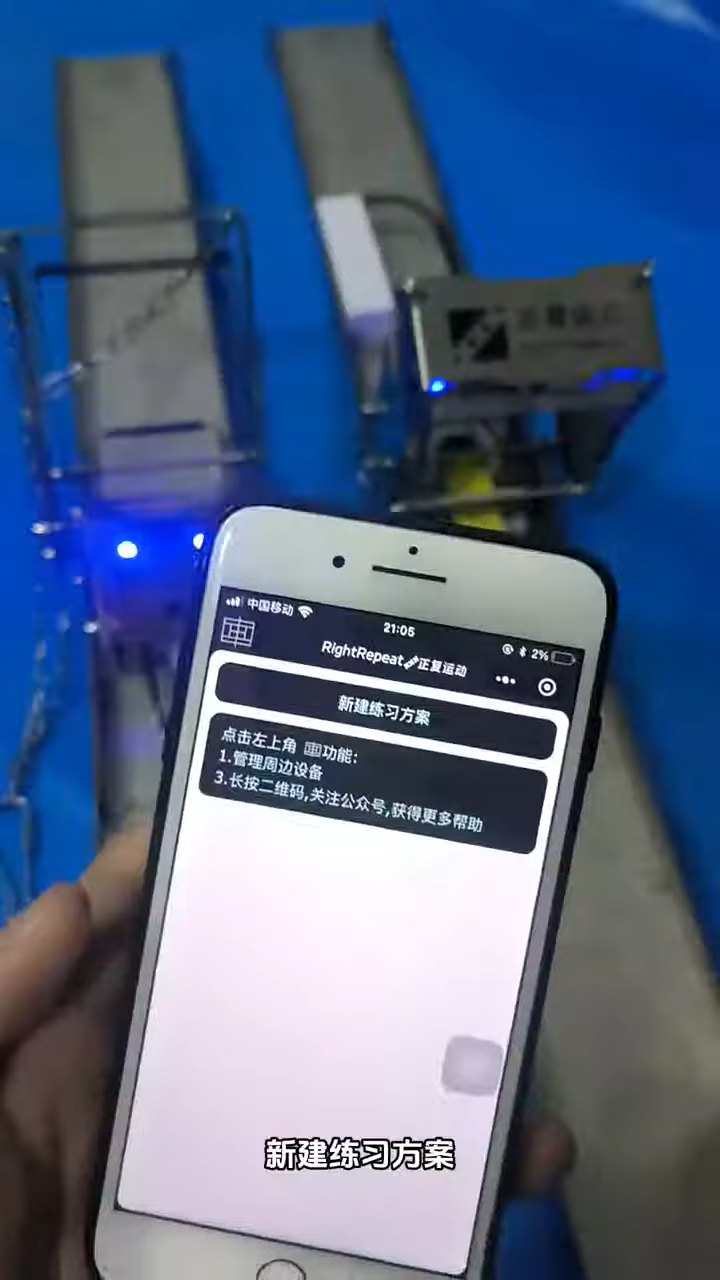 中国移动
21:05
2%
RightRepeat正复运动
新建练习方案
点击左上角 功能:
1.管理周边设备
3.长按二维码,关注公众号,获得更多帮助
新建练习方案